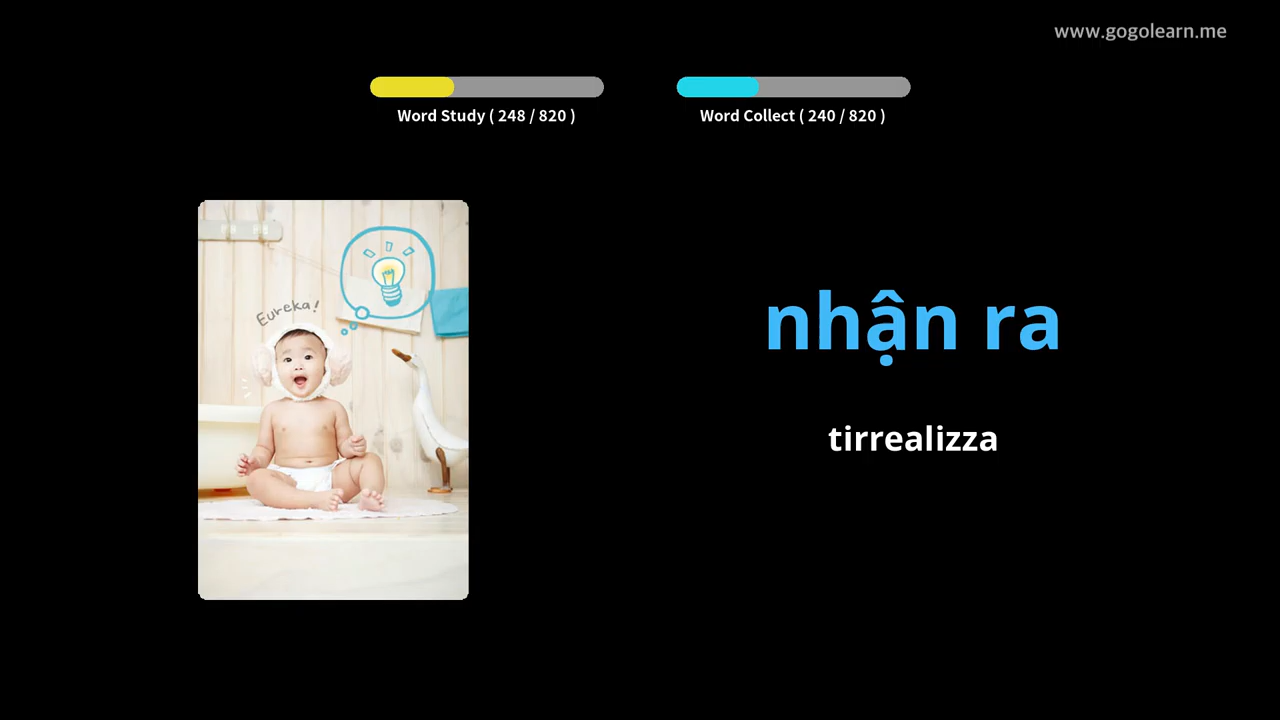 www.gogolearn.me
Word Study ( 248 / 820 )
Word Collect ( 240 / 820 )
Eureka!
nhận ra
tirrealizza